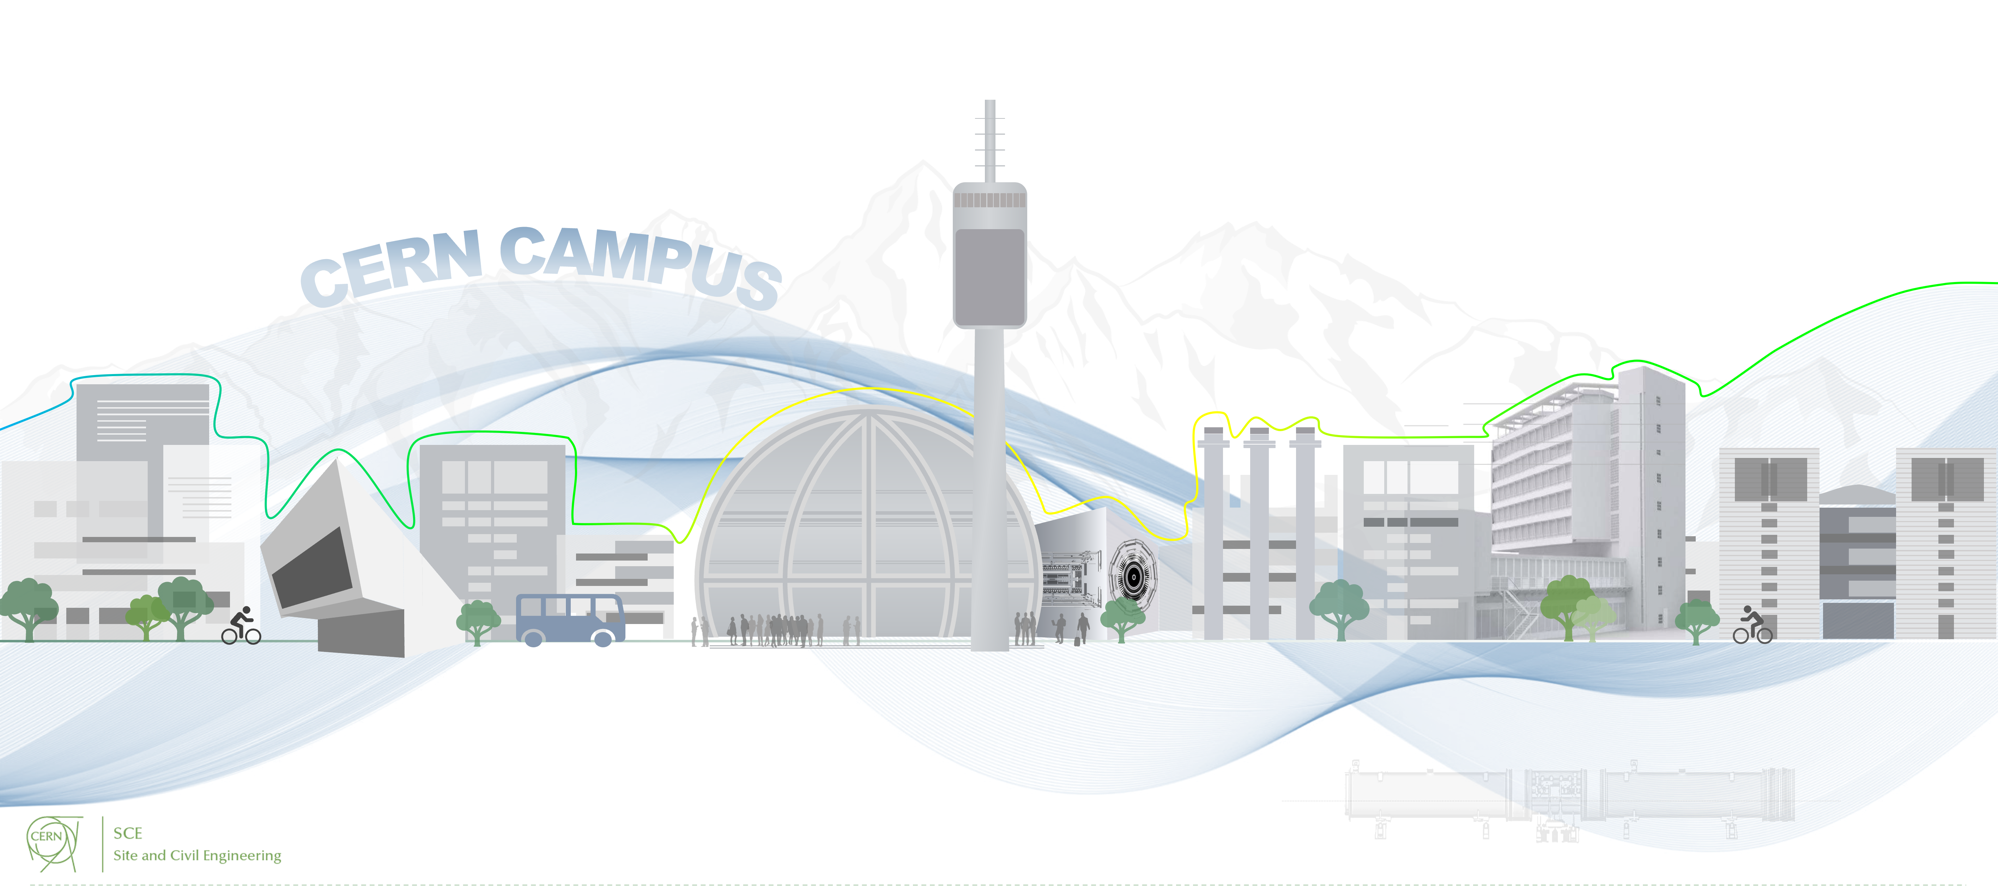 CERN CAMPUS
CERN
SCE
Site and Civil Engineering